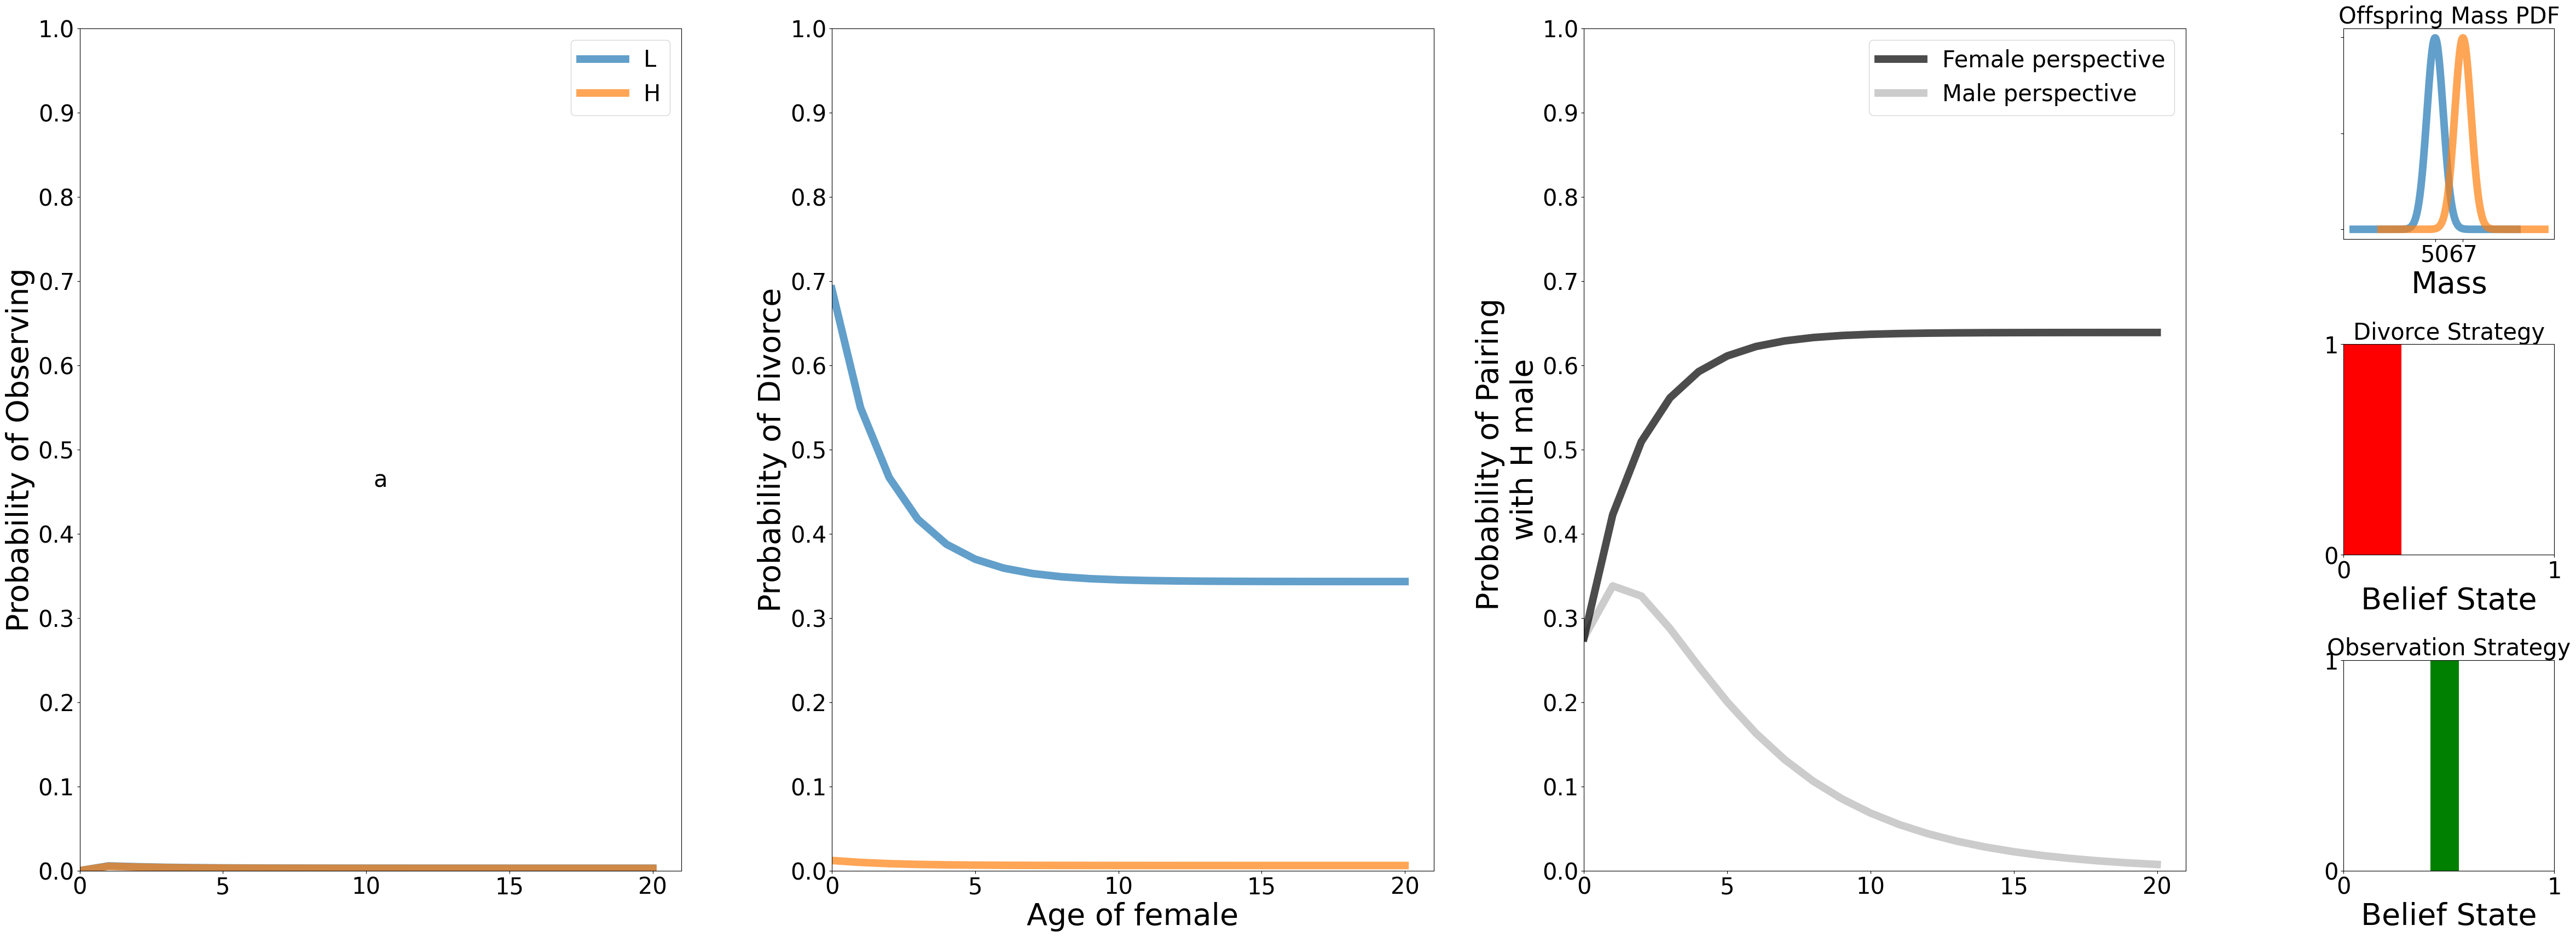 Probability of Observing
1.0
0.9
0.8
0.7
0.6
0.5
0.4
0.3
0.2
0.1
0.0
0 5 10 15 20
L
H
a
Probability of Divorce
1.0
0.9
0.8
0.7
0.6
0.5
0.4
0.3
0.2
0.1
0.0
0 5 10 15 20
Age of female
Probability of Pairing
with H male
1.0
0.9
0.8
0.7
0.6
0.5
0.4
0.3
0.2
0.1
0.0
0 5 10 15 20
Female perspective
Male perspective
Offspring Mass PDF
5067
Mass
Divorce Strategy
1
0
0 1
Belief State
Observation Strategy
1
0
0 1
Belief State